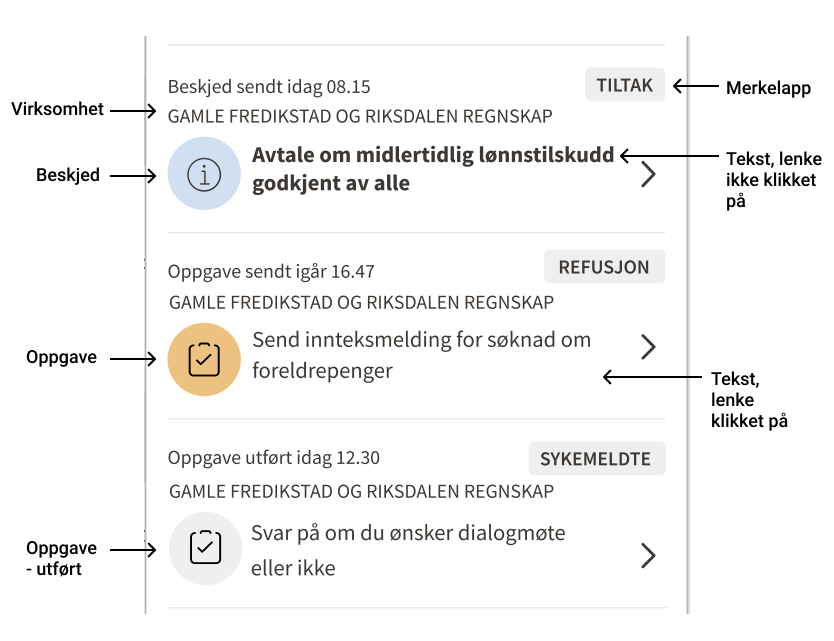 Beskjed sendt idag 08.15
TILTAK
Merkelapp
Virksomhet
GAMLE FREDIKSTAD OG RIKSDALEN REGNSKAP
Beskjed
Avtale om midlertidlig lønnstilskudd
godkjent av alle
Tekst, lenke
ikke klikket
på
Oppgave sendt igår 16.47
REFUSJON
GAMLE FREDIKSTAD OG RIKSDALEN REGNSKAP
Oppgave
Send innteksmelding for søknad om
foreldrepenger
Tekst,
lenke
klikket på
Oppgave utført idag 12.30
SYKEMELDTE
GAMLE FREDIKSTAD OG RIKSDALEN REGNSKAP
Oppgave
- utført
Svar på om du ønsker dialogmøte
eller ikke